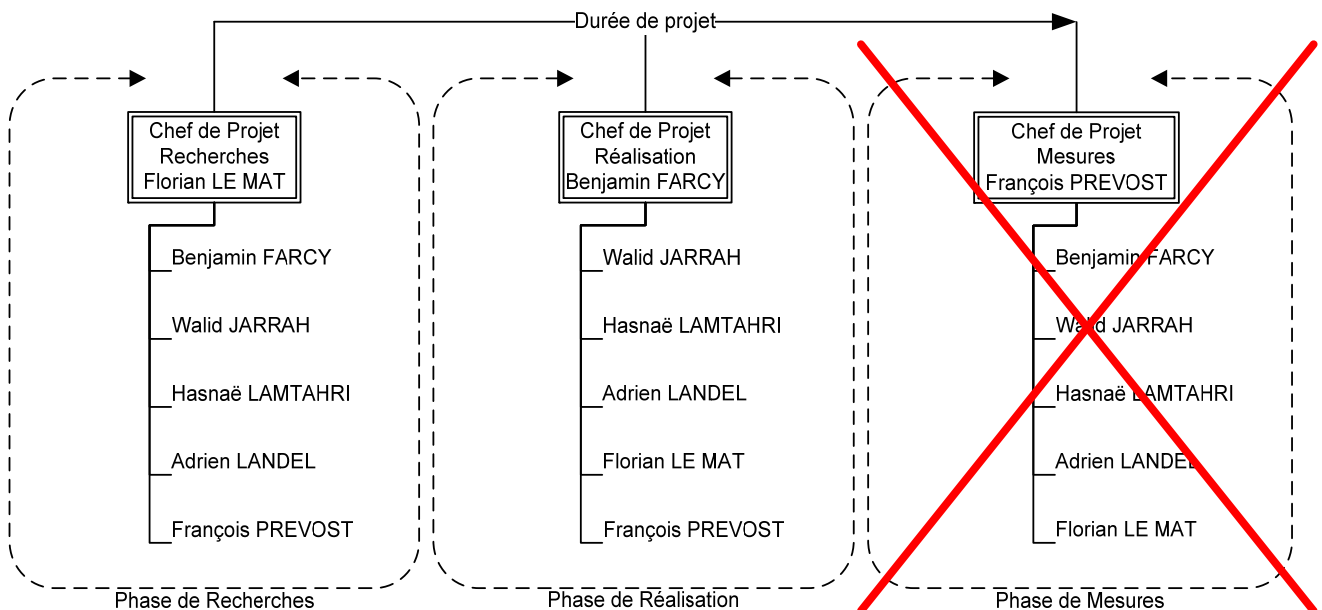 Durée de projet
Chef de Projet
Recherches
Florian LE MAT
Benjamin FARCY
Walid JARRAH
Hasnaë LAMTAHRI
Adrien LANDEL
François PREVOST
Phase de Recherches
Chef de Projet
Réalisation
Benjamin FARCY
Walid JARRAH
Hasnaë LAMTAHRI
Adrien LANDEL
Florian LE MAT
François PREVOST
Phase de Réalisation
Chef de Projet
Mesures
François PREVOST
Benjamin FARCY
Walid JARRAH
Hasnaë LAMTAHRI
Adrien LANDEL
Florian LE MAT
Phase de Mesures